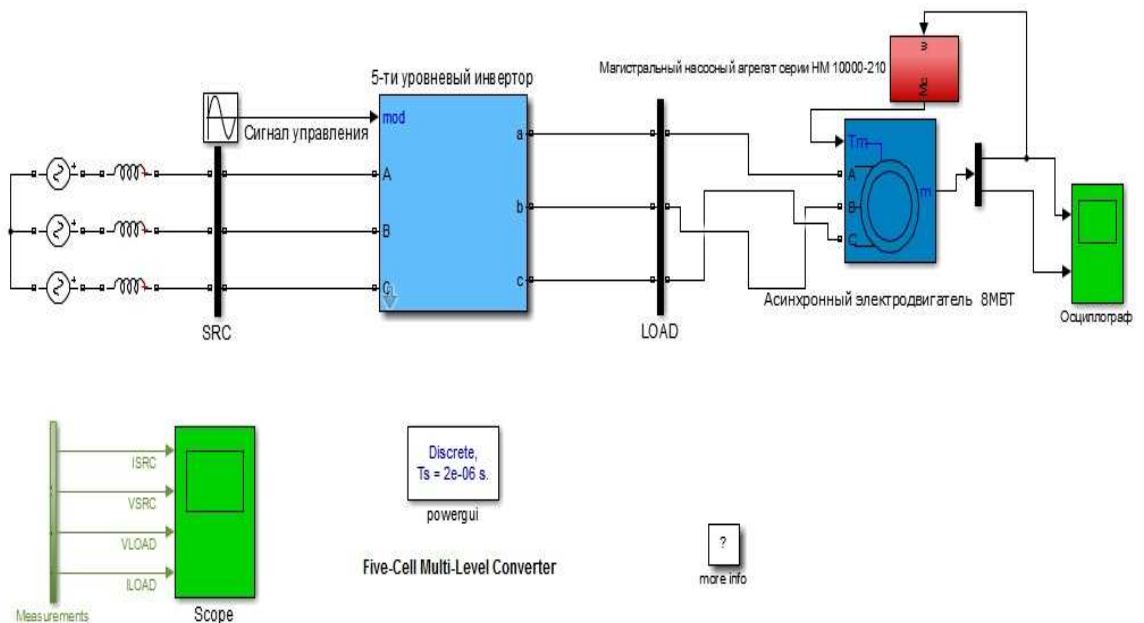 Магистральный насосный агрегат серии НМ 10000-210
w
Mc
5-ти уровневый инвертор
mod
Сигнал управления
A
B
C
a
b
c
SRC
LOAD
Tm
A
B
C
m
Асинхронный электродвигатель 8МВТ
Осциллограф
ISRC
VSRC
VLOAD
ILOAD
Measurements
Scope
Discrete,
Ts = 2e-06 s.
powergui
Five-Cell Multi-Level Converter
?
more info